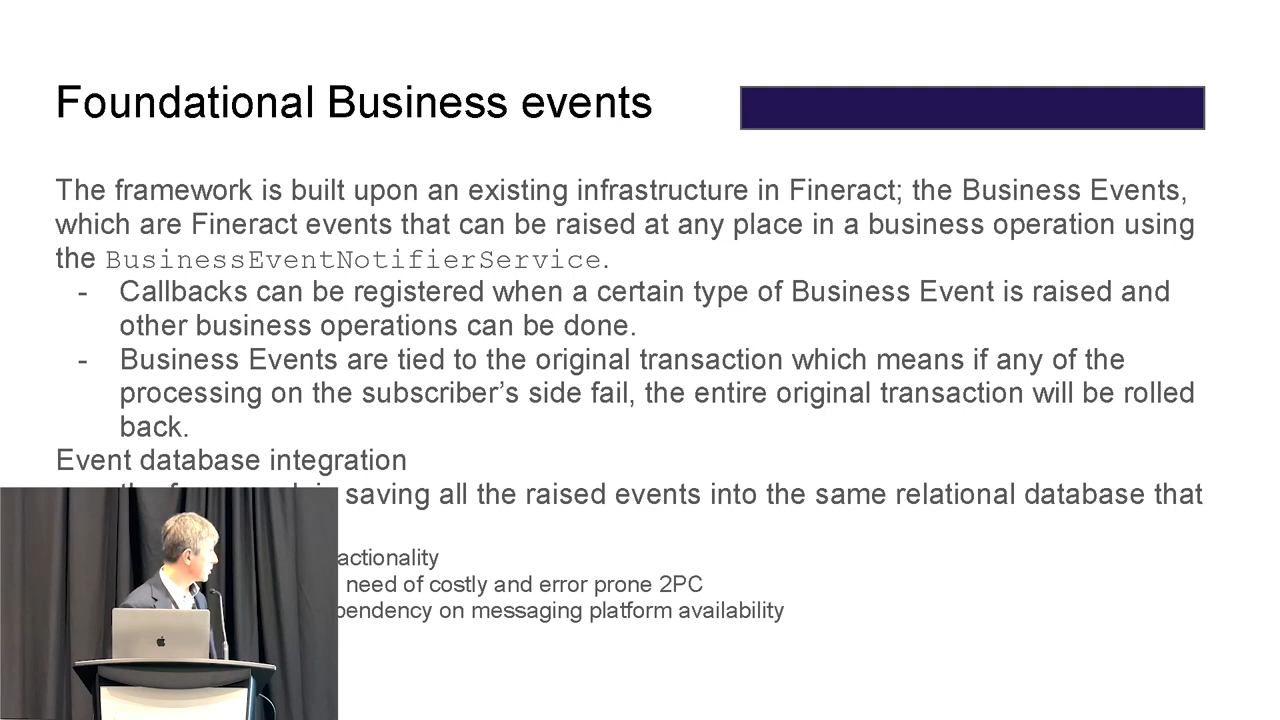 Foundational Business events
The framework is built upon an existing infrastructure in Fineract; the Business Events,
which are Fineract events that can be raised at any place in a business operation using
the BusinessEventNotifierService.
- Callbacks can be registered when a certain type of Business Event is raised and
other business operations can be done.
- Business Events are tied to the original transaction which means if any of the
processing on the subscriber's side fail, the entire original transaction will be rolled
back.
Event database integration
saving all the raised events into the same relational database that
need of costly and error prone 2PC
on messaging platform availability